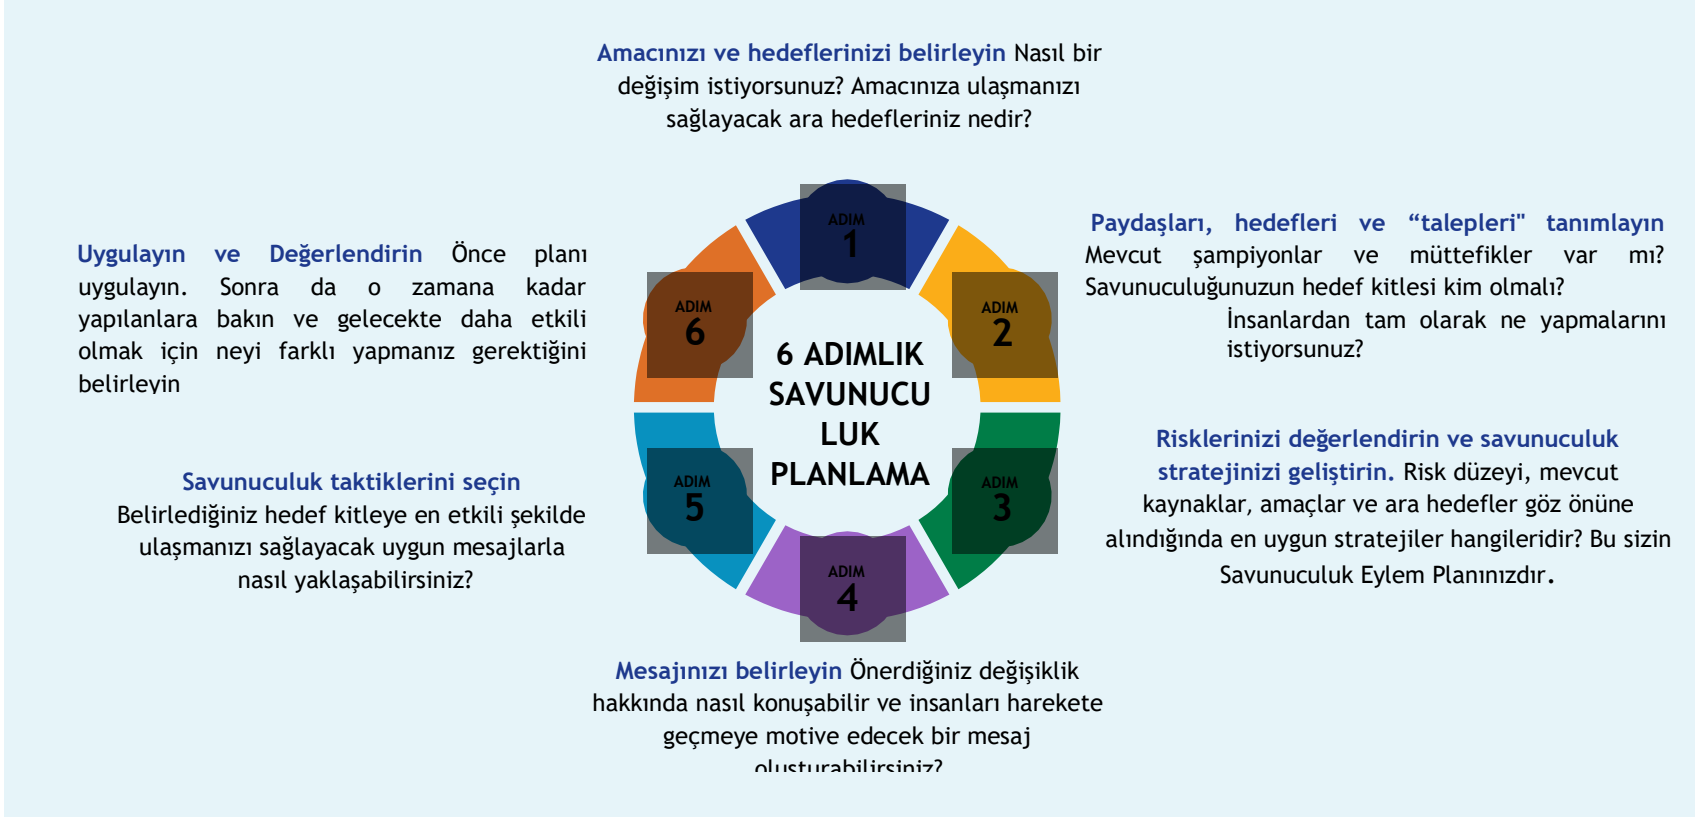 Amacınızı ve hedeflerinizi belirleyin Nasıl bir
değişim istiyorsunuz? Amacınıza ulaşmanızı
sağlayacak ara hedefleriniz nedir?
ADIM
1
Paydaşları, hedefleri ve “talepleri" tanımlayın
Mevcut şampiyonlar ve müttefikler var mı?
Savunuculuğunuzun hedef kitlesi kim olmalı?
İnsanlardan tam olarak ne yapmalarını
istiyorsunuz?
ADIM
2
Risklerinizi değerlendirin ve savunuculuk
stratejinizi geliştirin. Risk düzeyi, mevcut
kaynaklar, amaçlar ve ara hedefler göz önüne
alındığında en uygun stratejiler hangileridir? Bu sizin
Savunuculuk Eylem Planınızdır.
ADIM
3
ADIM
4
Mesajınızı belirleyin Önerdiğiniz değişiklik
hakkında nasıl konuşabilir ve insanları harekete
geçmeye motive edecek bir mesaj
oluşturabilirsiniz?
ADIM
5
Savunuculuk taktiklerini seçin
Belirlediğiniz hedef kitleye en etkili şekilde
ulaşmanızı sağlayacak uygun mesajlarla
nasıl yaklaşabilirsiniz?
ADIM
6
Uygulayın ve Değerlendirin Önce planı
uygulayın. Sonra da o zamana kadar
yapılanlara bakın ve gelecekte daha etkili
olmak için neyi farklı yapmanız gerektiğini
belirleyin
6 ADIMLIK
SAVUNUCU
LUK
PLANLAMA